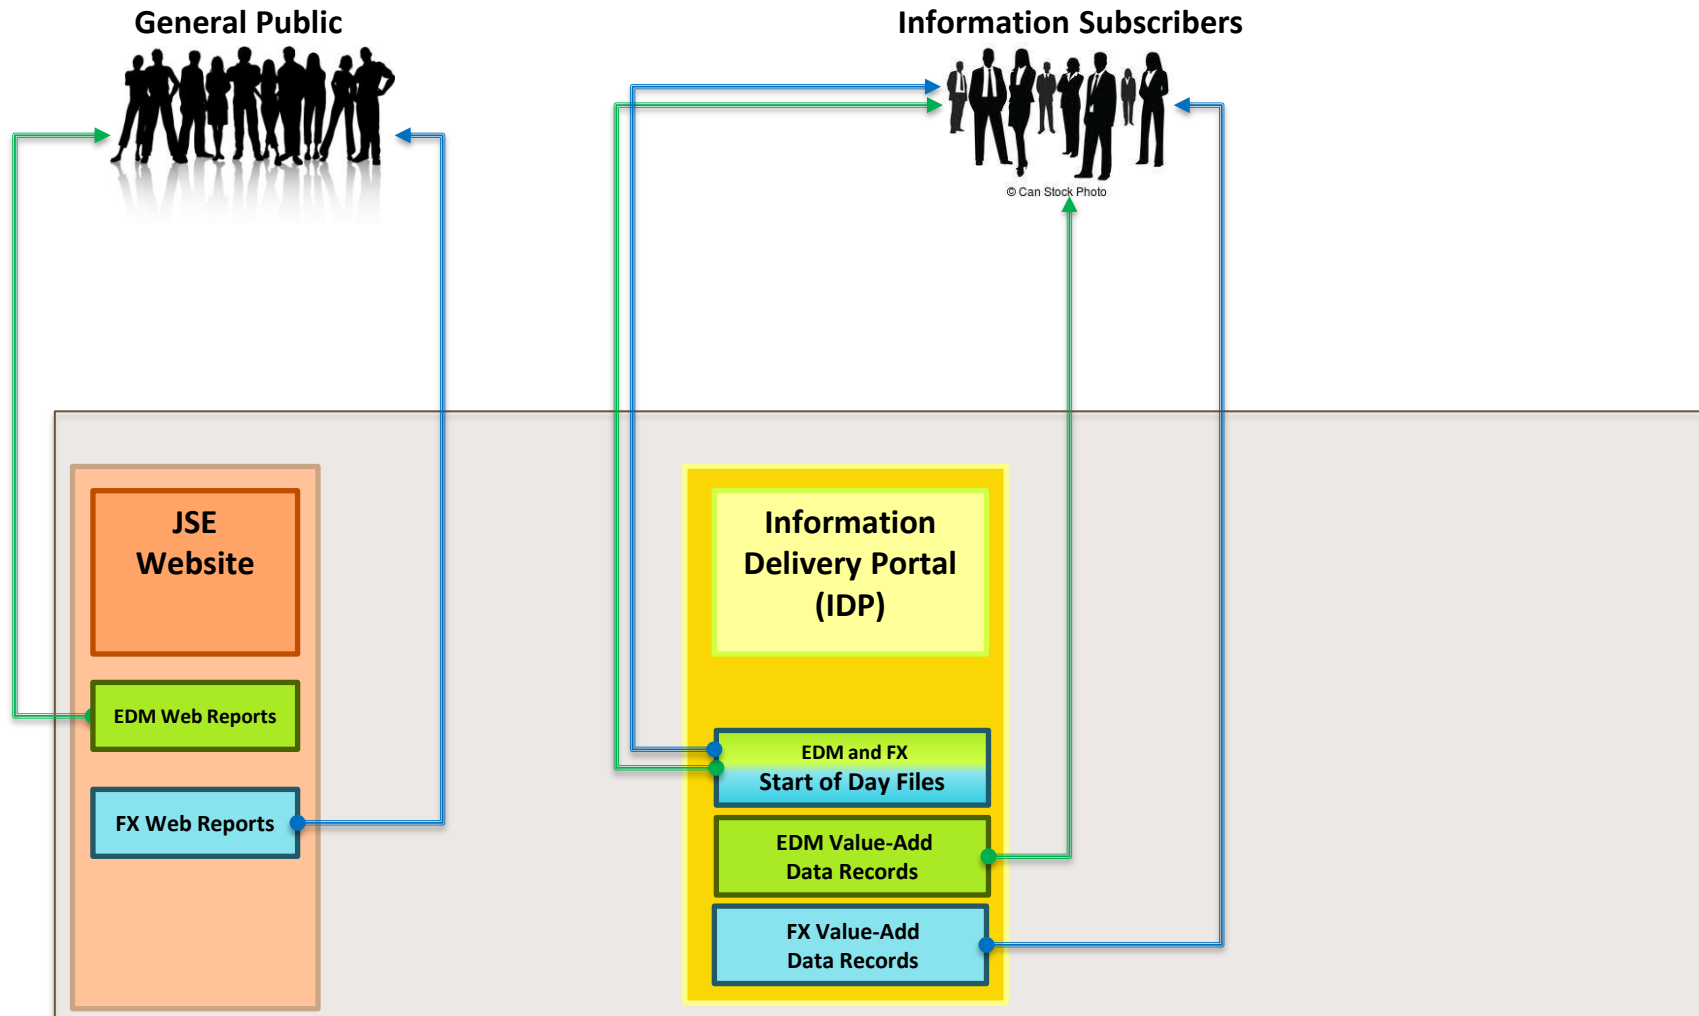 General Public
Information Subscribers
© Can Stock Photo
JSE
Website
EDM Web Reports
FX Web Reports
Information
Delivery Portal
(IDP)
EDM and FX
Start of Day Files
EDM Value-Add
Data Records
FX Value-Add
Data Records